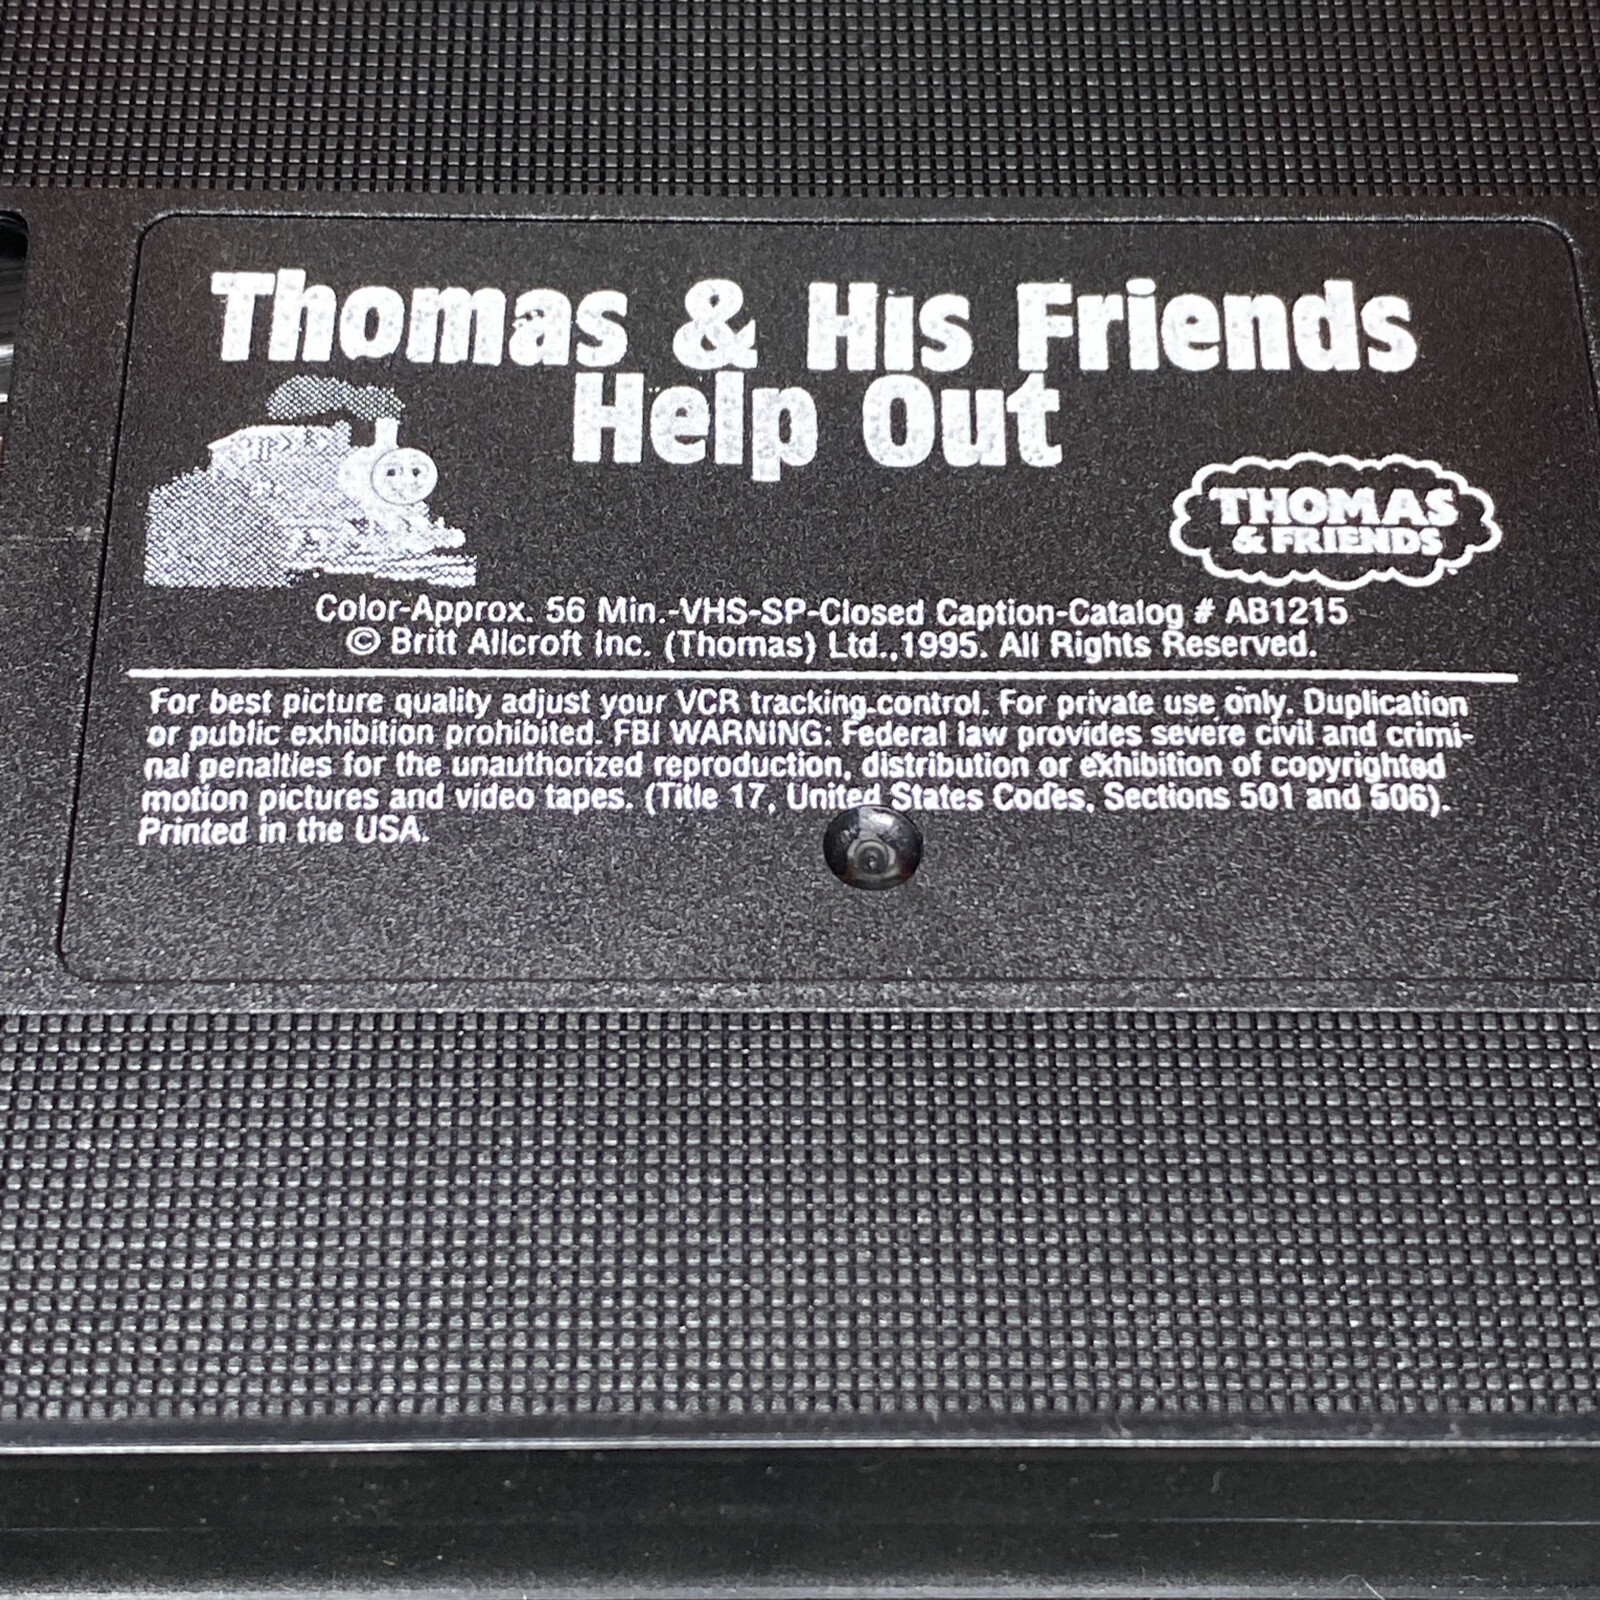 Thomas & His Friends
Help Out
THOMAS
& FRIENDS
Color-Approx. 56 Min.-VHS-SP-Closed Caption-Catalog # AB1215
© Britt Allcroft Inc. (Thomas) Ltd.,1995. All Rights Reserved.
For best picture quality adjust your VCR tracking control. For private use only. Duplication
or public exhibition prohibited. FBI WARNING: Federal law provides severe civil and crimi-
nal penalties for the unauthorized reproduction, distribution or exhibition of copyrighted
motion pictures and video tapes. (Title 17, United States Codes, Sections 501 and 506).
Printed in the USA.